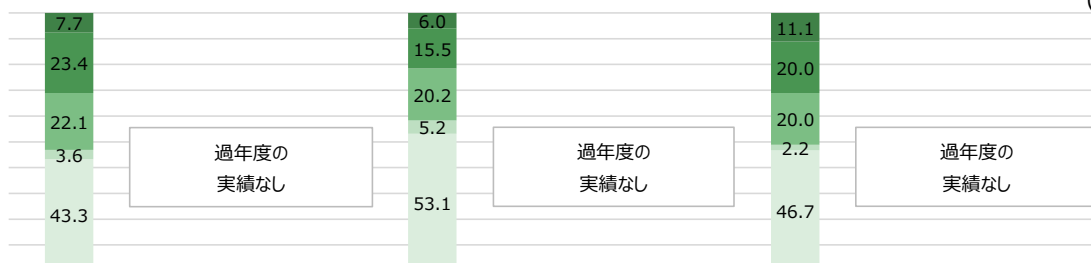 7.7
23.4
22.1
3.6
43.3
過年度の
実績なし
6.0
15.5
20.2
5.2
53.1
過年度の
実績なし
11.1
20.0
20.0
2.2
46.7
過年度の
実績なし